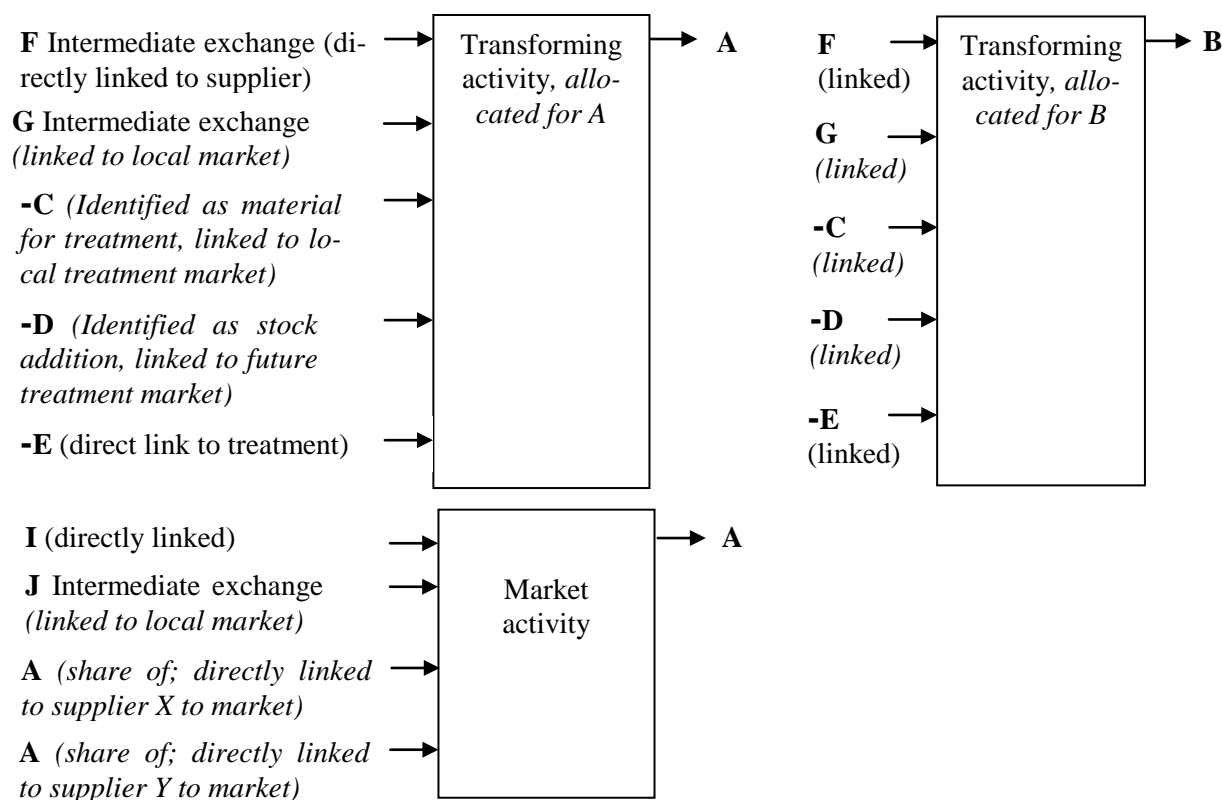 F Intermediate exchange (di-
rectly linked to supplier)
G Intermediate exchange
(linked to local market)
-C (Identified as material
for treatment, linked to lo-
cal treatment market)
-D (Identified as stock
addition, linked to future
treatment market)
-E (direct link to treatment)
Transforming
activity, allo-
cated for A
A
F
(linked)
G
(linked)
-C
(linked)
-D
(linked)
-E
(linked)
Transforming
activity, allo-
cated for B
B
I (directly linked)
J Intermediate exchange
(linked to local market)
A (share of; directly linked
to supplier X to market)
A (share of; directly linked
to supplier Y to market)
Market
activity
A